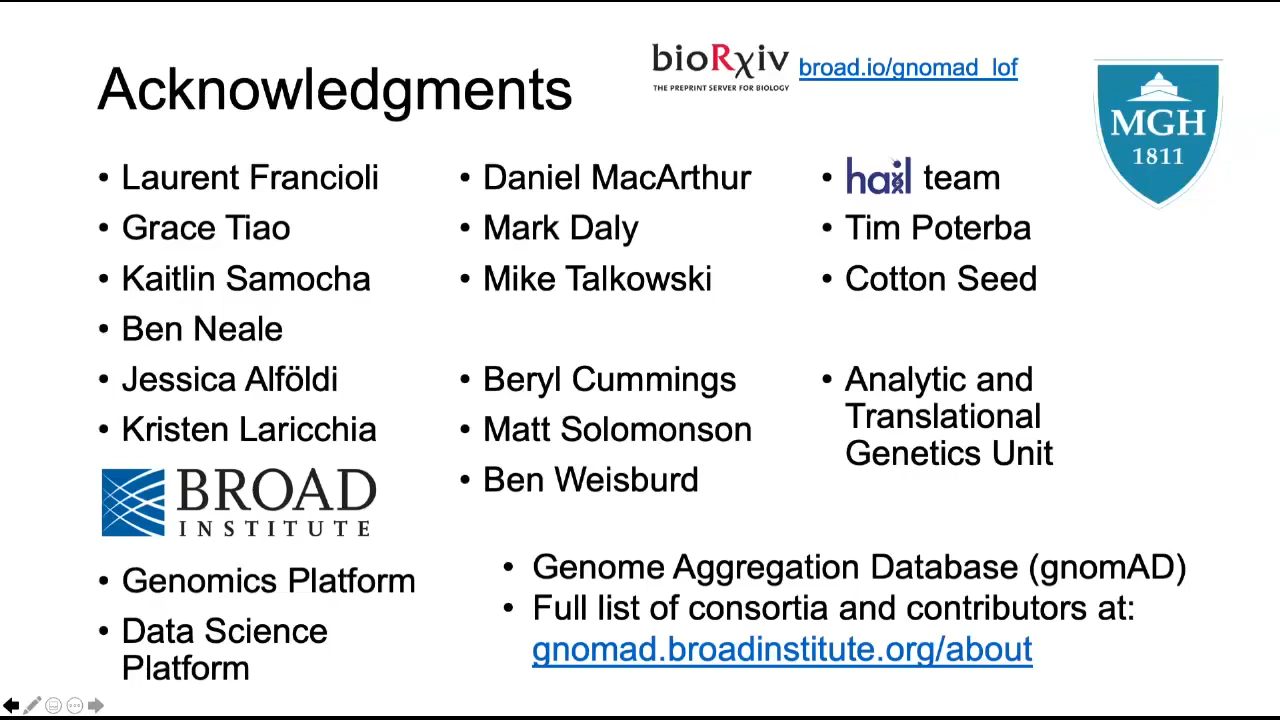 Acknowledgments
bioRxiv
THE PREPRINT SERVER FOR BIOLOGY
broad.io/gnomad_lof
MGH
1811
• Laurent Francioli
• Grace Tiao
• Kaitlin Samocha
• Ben Neale
• Jessica Alföldi
• Kristen Laricchia
BROAD
INSTITUTE
• Genomics Platform
• Data Science
Platform
• Daniel MacArthur
• Mark Daly
• Mike Talkowski
• Beryl Cummings
• Matt Solomonson
• Ben Weisburd
• hail team
• Tim Poterba
• Cotton Seed
• Analytic and
Translational
Genetics Unit
• Genome Aggregation Database (gnomAD)
• Full list of consortia and contributors at:
gnomad.broadinstitute.org/about